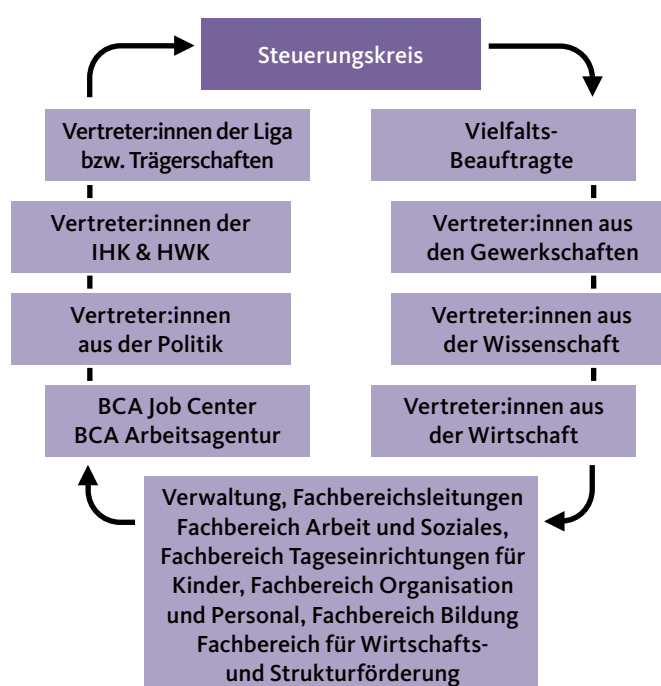 Steuerungskreis
Vertreter:innen der Liga
bzw. Trägerschaften
Vielfalts-
Beauftragte
Vertreter:innen der
IHK & HWK
Vertreter:innen aus
den Gewerkschaften
Vertreter:innen
aus der Politik
Vertreter:innen aus
der Wissenschaft
BCA Job Center
BCA Arbeitsagentur
Vertreter:innen aus
der Wirtschaft
Verwaltung, Fachbereichsleitungen
Fachbereich Arbeit und Soziales,
Fachbereich Tageseinrichtungen für
Kinder, Fachbereich Organisation
und Personal, Fachbereich Bildung
Fachbereich für Wirtschafts-
und Strukturförderung